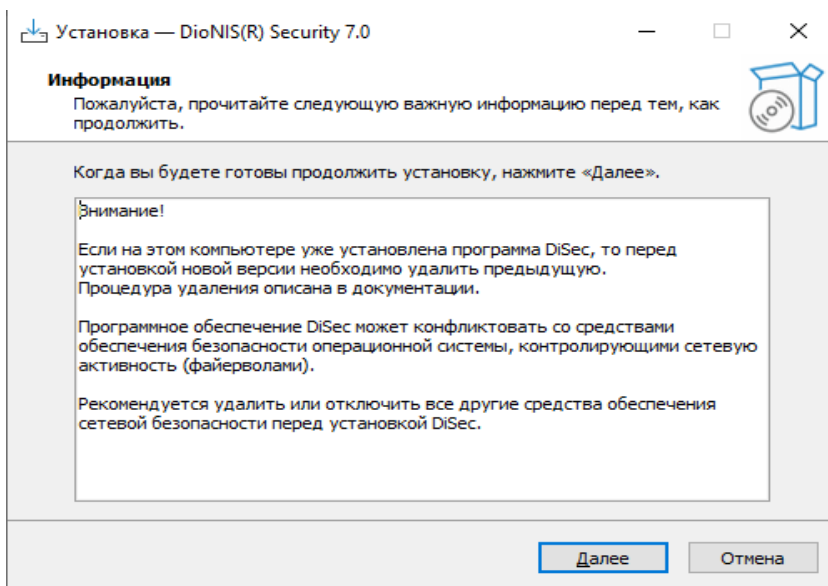 Установка — DioNIS(R) Security 7.0
Информация
Пожалуйста, прочитайте следующую важную информацию перед тем, как
продолжить.
Когда вы будете готовы продолжить установку, нажмите «Далее».
Внимание!
Если на этом компьютере уже установлена программа DiSec, то перед
установкой новой версии необходимо удалить предыдущую.
Процедура удаления описана в документации.
Программное обеспечение DiSec может конфликтовать со средствами
обеспечения безопасности операционной системы, контролирующими сетевую
активность (файерволами).
Рекомендуется удалить или отключить все другие средства обеспечения
сетевой безопасности перед установкой DiSec.
Далее
Отмена